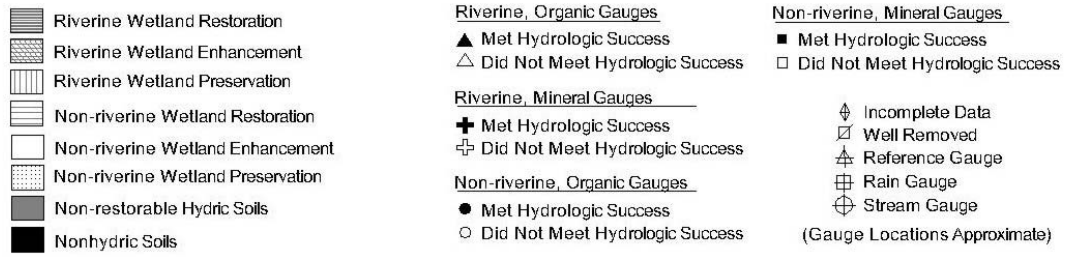 Riverine Wetland Restoration
Riverine Wetland Enhancement
Riverine Wetland Preservation
Non-riverine Wetland Restoration
Non-riverine Wetland Enhancement
Non-riverine Wetland Preservation
Non-restorable Hydric Soils
Nonhydric Soils
Riverine, Organic Gauges
Met Hydrologic Success
Did Not Meet Hydrologic Success
Riverine, Mineral Gauges
Met Hydrologic Success
Did Not Meet Hydrologic Success
Non-riverine, Organic Gauges
Met Hydrologic Success
Did Not Meet Hydrologic Success
Non-riverine, Mineral Gauges
Met Hydrologic Success
Did Not Meet Hydrologic Success
Incomplete Data
Well Removed
Reference Gauge
Rain Gauge
Stream Gauge
(Gauge Locations Approximate)